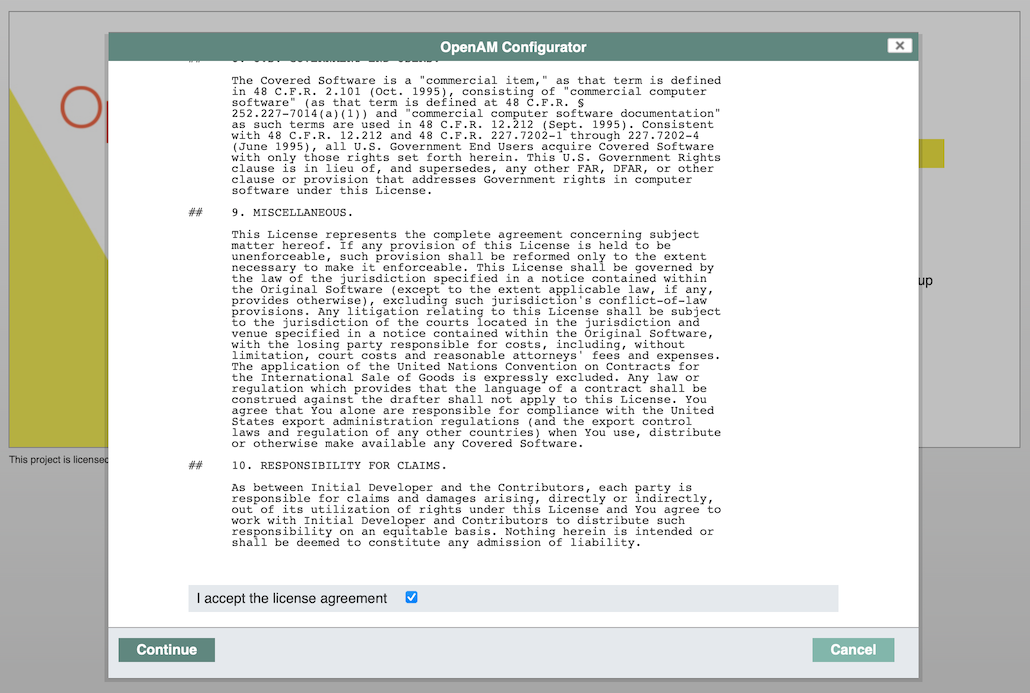 OpenAM Configurator
The Covered Software is a "commercial item," as that term is defined
in 48 C.F.R. 2.101 (Oct. 1995), consisting of "commercial computer
software" (as that term is defined at 48 C.F.R. §
252.227-7014(a)(1)) and "commercial computer software documentation"
as such terms are used in 48 C.F.R. 12.212 (Sept. 1995). Consistent
with 48 C.F.R. 12.212 and 48 C.F.R. 227.7202-1 through 227.7202-4
(June 1995), all U.S. Government End Users acquire Covered Software
with only those rights set forth herein. This U.S. Government Rights
clause is in lieu of, and supersedes, any other FAR, DFAR, or other
clause or provision that addresses Government rights in computer
software under this License.
## 9. MISCELLANEOUS.
This License represents the complete agreement concerning subject
matter hereof. If any provision of this License is held to be
unenforceable, such provision shall be reformed only to the extent
necessary to make it enforceable. This License shall be governed by
the law of the jurisdiction specified in a notice contained within
the Original Software (except to the extent applicable law, if any,
provides otherwise), excluding such jurisdiction's conflict-of-law
provisions. Any litigation relating to this License shall be subject
to the jurisdiction of the courts located in the jurisdiction and
venue specified in a notice contained within the Original Software,
with the losing party responsible for costs, including, without
limitation, court costs and reasonable attorneys' fees and expenses.
The application of the United Nations Convention on Contracts for
the International Sale of Goods is expressly excluded. Any law or
regulation which provides that the language of a contract shall be
construed against the drafter shall not apply to this License. You
agree that You alone are responsible for compliance with the United
States export administration regulations (and the export control
laws and regulation of any other countries) when You use, distribute
or otherwise make available any Covered Software.
## 10. RESPONSIBILITY FOR CLAIMS.
As between Initial Developer and the Contributors, each party is
responsible for claims and damages arising, directly or indirectly,
out of its utilization of rights under this License and You agree to
work with Initial Developer and Contributors to distribute such
responsibility on an equitable basis. Nothing herein is intended or
shall be deemed to constitute any admission of liability.
I accept the license agreement
Continue
Cancel
up
This project is licensed